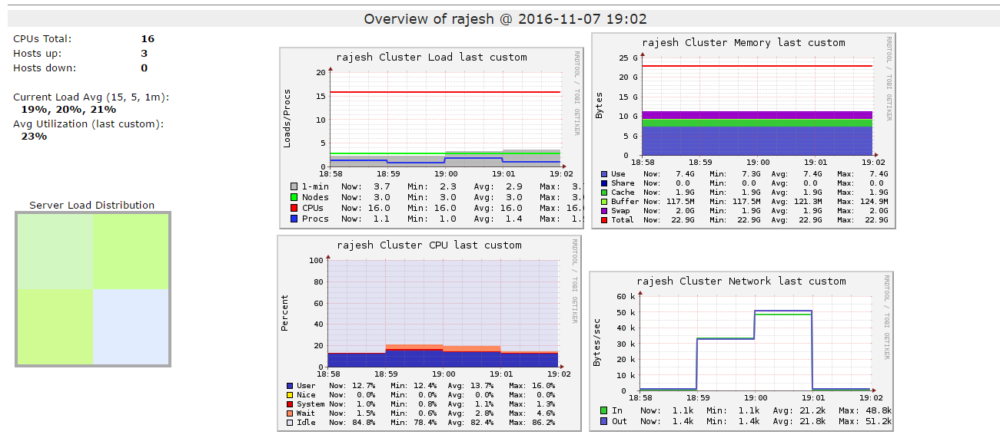 Overview of rajesh @ 2016-11-07 19:02
CPUs Total: 16
Hosts up: 3
Hosts down: 0
Current Load Avg (15, 5, 1m):
19%, 20%, 21%
Avg Utilization (last custom):
23%
Server Load Distribution
rajesh Cluster Load last custom
RRDTOOL / TOBI OETIKER
Loads/Procs
20
15
10
5
0
18:58 18:59 19:00 19:01 19:02
1-min Now: 3.7 Min: 2.3 Avg: 2.9 Max: 3.
Nodes Now: 3.0 Min: 3.0 Avg: 3.0 Max: 3.
CPUs Now: 16.0 Min: 16.0 Avg: 16.0 Max: 16.
Procs Now: 1.1 Min: 1.0 Avg: 1.4 Max: 1.
rajesh Cluster Memory last custom
RRDTOOL / TOBI OETIKER
Bytes
25 G
20 G
15 G
10 G
5 G
0
18:58 18:59 19:00 19:01 19:02
Use Now: 7.4G Min: 7.3G Avg: 7.4G Max: 7.4G
Share Now: 0.0 Min: 0.0 Avg: 0.0 Max: 0.0
Cache Now: 1.9G Min: 1.9G Avg: 1.9G Max: 1.9G
Buffer Now: 117.5M Min: 117.5M Avg: 121.3M Max: 124.9M
Swap Now: 2.0G Min: 1.9G Avg: 1.9G Max: 2.0G
Total Now: 22.9G Min: 22.9G Avg: 22.9G Max: 22.9G
rajesh Cluster CPU last custom
RRDTOOL / TOBI OETIKER
Percent
100
80
60
40
20
0
18:58 18:59 19:00 19:01 19:02
User Now: 12.7% Min: 12.4% Avg: 13.7% Max: 16.0%
Nice Now: 0.0% Min: 0.0% Avg: 0.0% Max: 0.0%
System Now: 1.0% Min: 0.8% Avg: 1.1% Max: 1.3%
Wait Now: 1.5% Min: 0.6% Avg: 2.8% Max: 4.6%
Idle Now: 84.8% Min: 78.4% Avg: 82.4% Max: 86.2%
rajesh Cluster Network last custom
RRDTOOL / TOBI OETIKER
Bytes/sec
60 k
50 k
40 k
30 k
20 k
10 k
0
18:58 18:59 19:00 19:01 19:02
In Now: 1.1k Min: 1.1k Avg: 21.2k Max: 48.8k
Out Now: 1.4k Min: 1.4k Avg: 21.8k Max: 51.2k